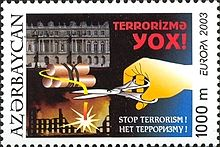 AZƏRBAYCAN
TERRORİZMƏ
YOX!
STOP TERRORISM!
НЕТ ТЕРРОРИЗМУ!
EUROPA 2003
1000 m